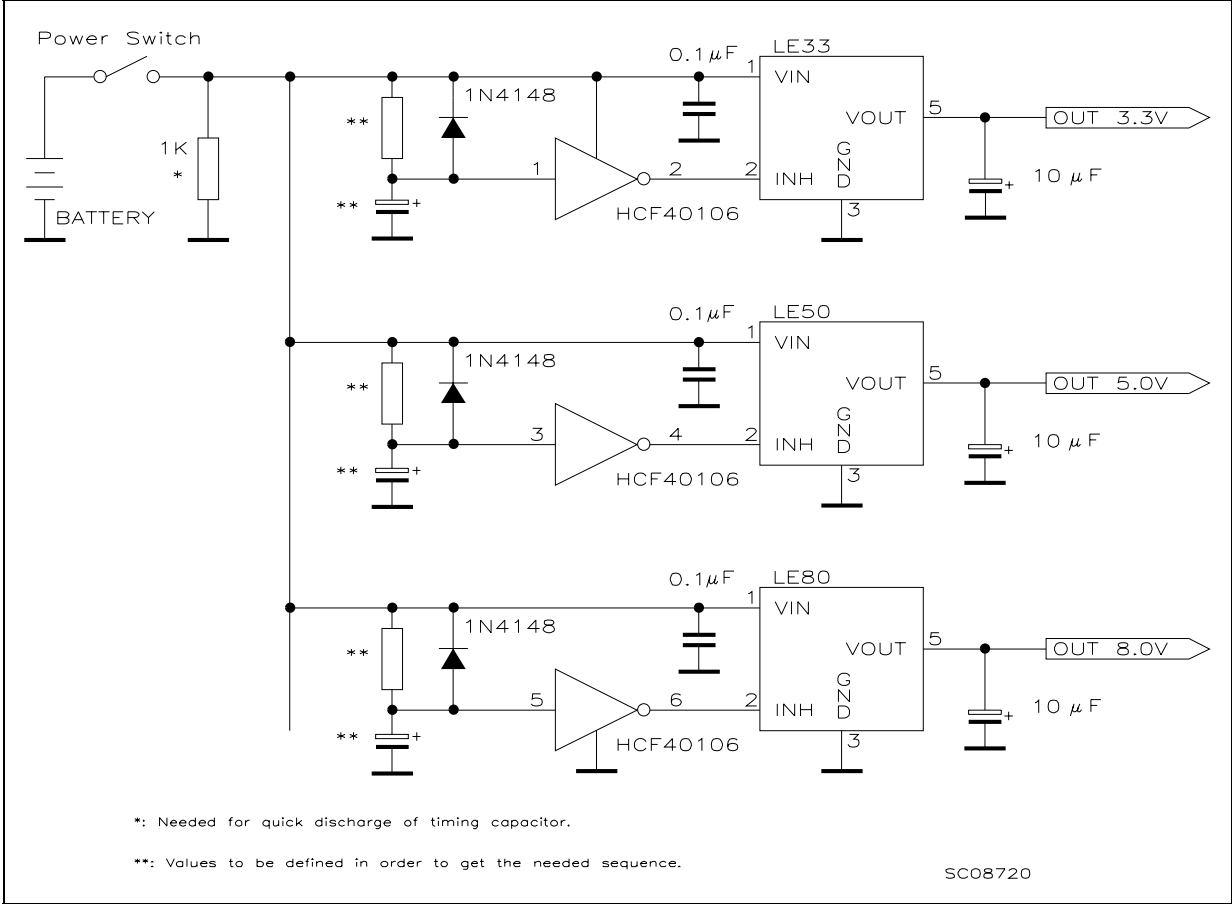 Power Switch
0.1μF
LE33
1
VIN
1N4148
**
5
VOUT
OUT 3.3V
1K
*
GND
1
2
2
INH
10 μF
+
**
+
BATTERY
HCF40106
3
0.1μF
LE50
1
VIN
1N4148
**
5
VOUT
OUT 5.0V
GND
3
4
2
INH
10 μF
+
**
+
HCF40106
3
0.1μF
LE80
1
VIN
1N4148
**
5
VOUT
OUT 8.0V
GND
5
6
2
INH
10 μF
+
**
+
HCF40106
3
*: Needed for quick discharge of timing capacitor.
**: Values to be defined in order to get the needed sequence.
SC08720